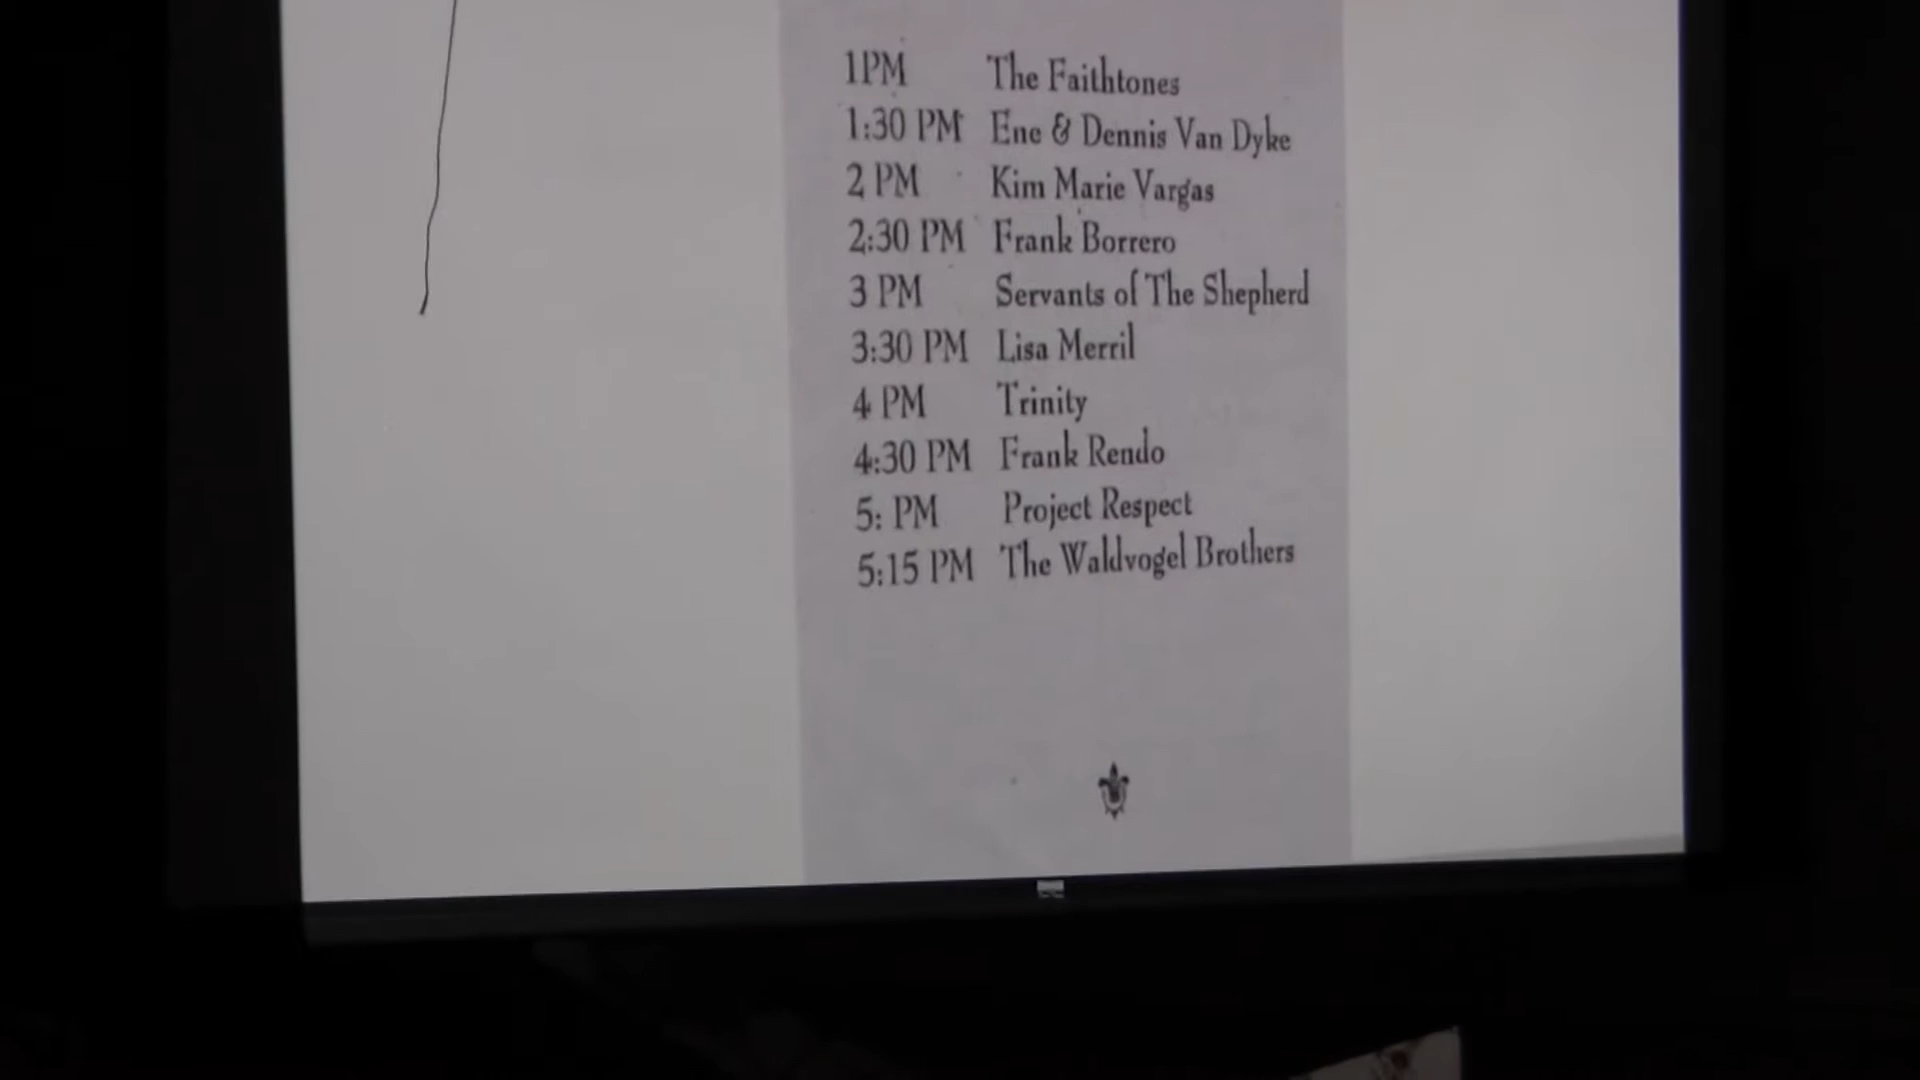 1PM The Faithtones
1:30 PM Ene & Dennis Van Dyke
2 PM Kim Marie Vargas
2:30 PM Frank Borrero
3 PM Servants of The Shepherd
3:30 PM Lisa Merril
4 PM Trinity
4:30 PM Frank Rendo
5: PM Project Respect
5:15 PM The Waldvogel Brothers